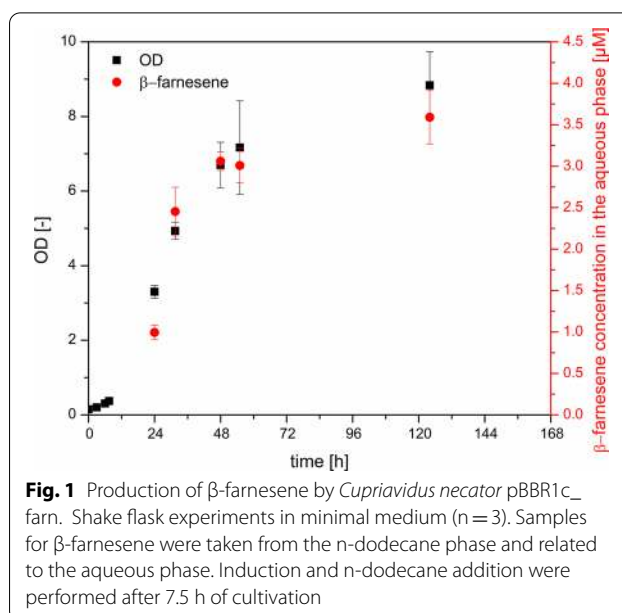 10
8
6
4
2
0
OD [-]
OD
β–farnesene
4.5
4.0
3.5
3.0
2.5
2.0
1.5
1.0
0.5
0.0
β–farnesene concentration in the aqueous phase [µM]
0 24 48 72 96 120 144 168
time [h]
Fig. 1 Production of β-farnesene by Cupriavidus necator pBBR1c_
farn. Shake flask experiments in minimal medium (n = 3). Samples
for β-farnesene were taken from the n-dodecane phase and related
to the aqueous phase. Induction and n-dodecane addition were
performed after 7.5 h of cultivation